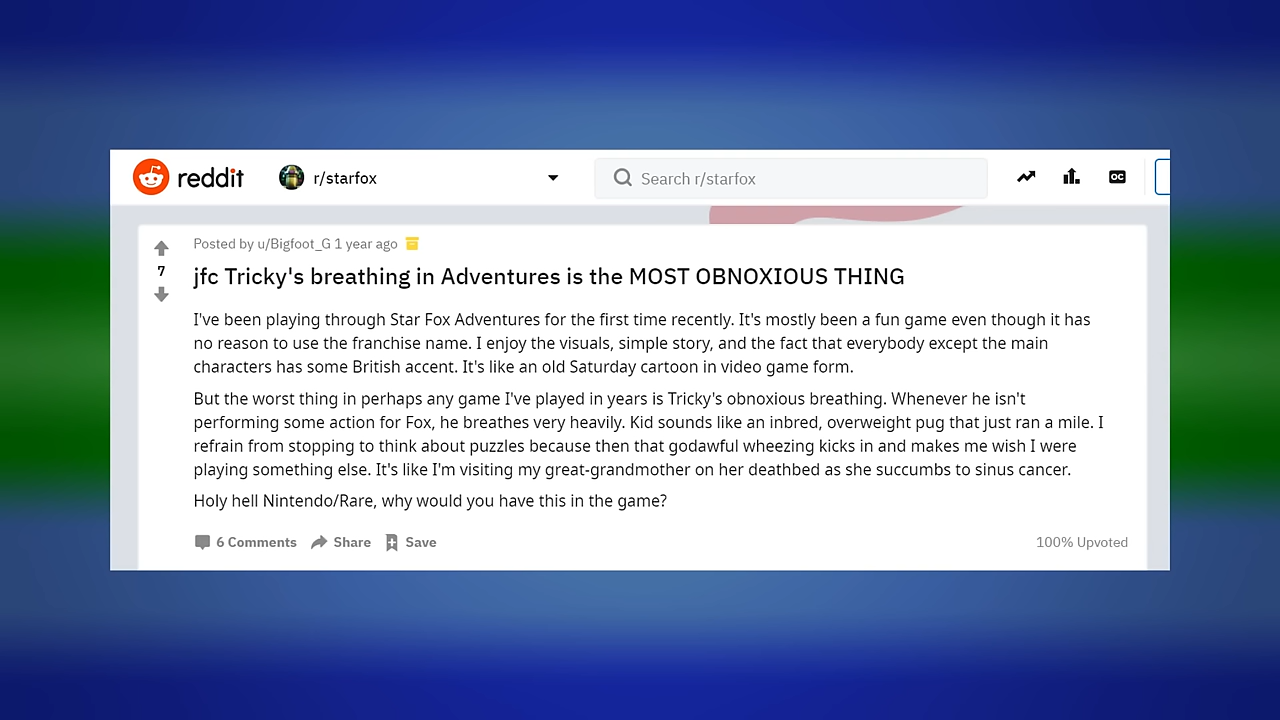 reddit r/starfox Search r/starfox OC
Posted by u/Bigfoot_G 1 year ago
7
jfc Tricky's breathing in Adventures is the MOST OBNOXIOUS THING
I've been playing through Star Fox Adventures for the first time recently. It's mostly been a fun game even though it has
no reason to use the franchise name. I enjoy the visuals, simple story, and the fact that everybody except the main
characters has some British accent. It's like an old Saturday cartoon in video game form.
But the worst thing in perhaps any game I've played in years is Tricky's obnoxious breathing. Whenever he isn't
performing some action for Fox, he breathes very heavily. Kid sounds like an inbred, overweight pug that just ran a mile. I
refrain from stopping to think about puzzles because then that godawful wheezing kicks in and makes me wish I were
playing something else. It's like I'm visiting my great-grandmother on her deathbed as she succumbs to sinus cancer.
Holy hell Nintendo/Rare, why would you have this in the game?
6 Comments Share Save 100% Upvoted